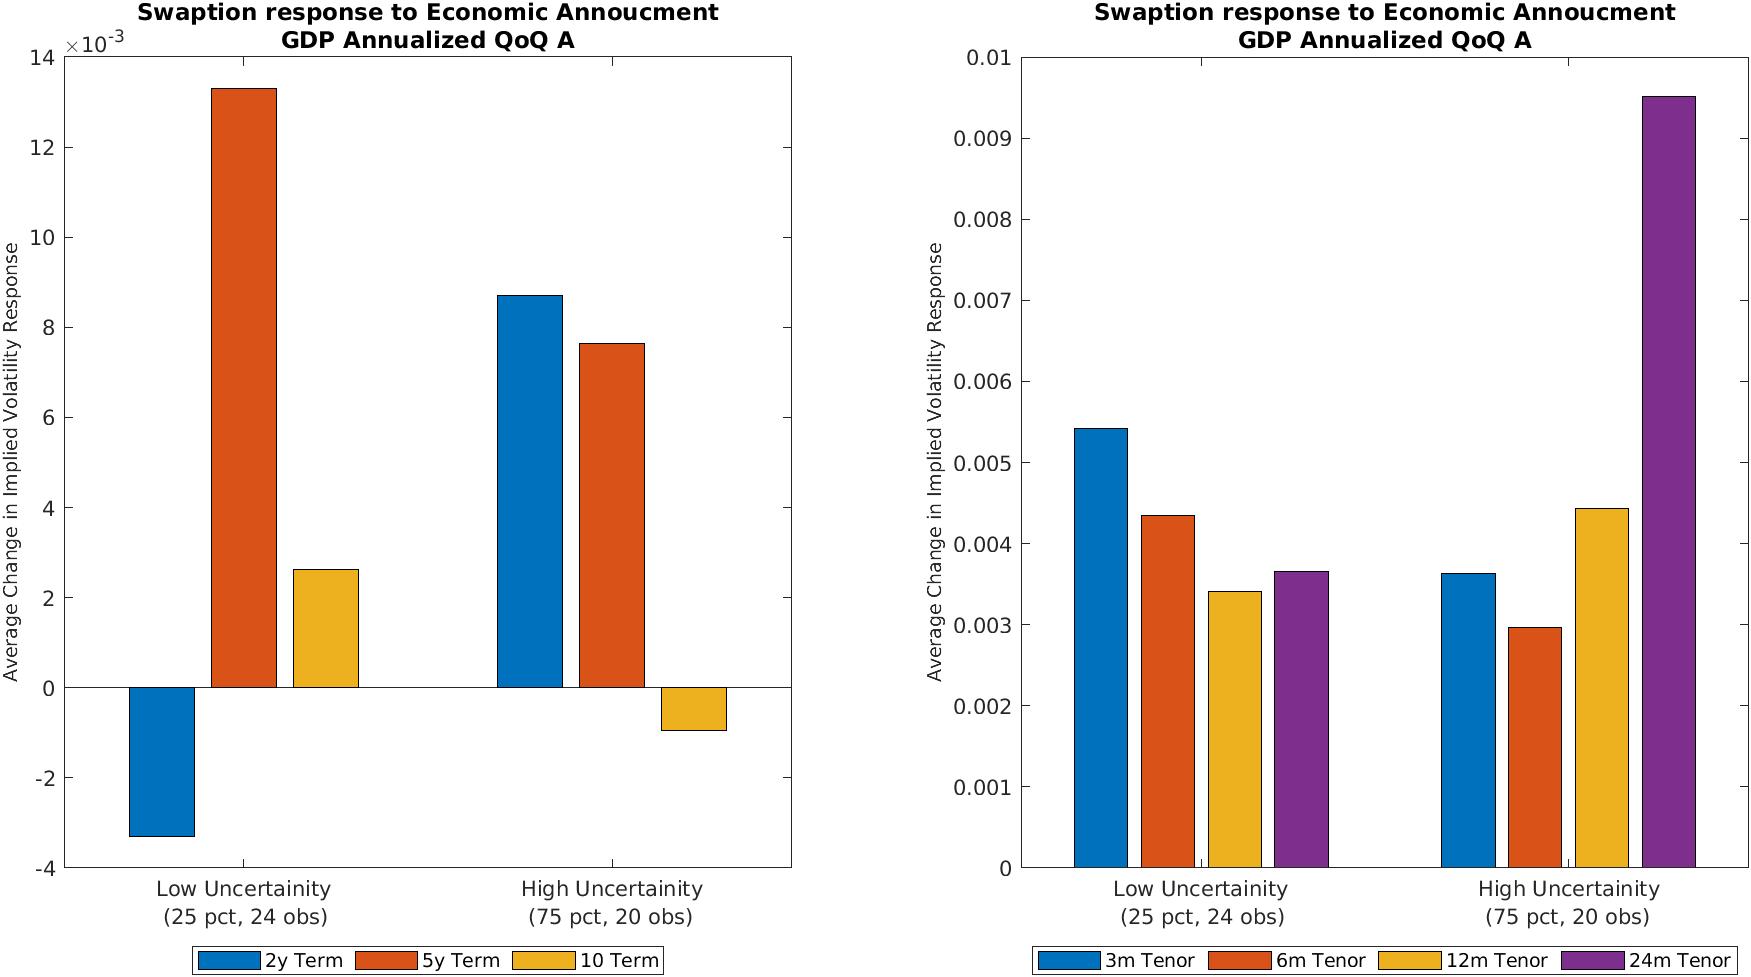 Swaption response to Economic Annoucment
GDP Annualized QoQ A
×10-3
14
12
10
8
6
4
2
0
-2
-4
Average Change in Implied Volatility Response
Low Uncertainity
(25 pct, 24 obs)
High Uncertainity
(75 pct, 20 obs)
2y Term
5y Term
10 Term
Swaption response to Economic Annoucment
GDP Annualized QoQ A
0.01
0.009
0.008
0.007
0.006
0.005
0.004
0.003
0.002
0.001
0
Average Change in Implied Volatility Response
Low Uncertainity
(25 pct, 24 obs)
High Uncertainity
(75 pct, 20 obs)
3m Tenor
6m Tenor
12m Tenor
24m Tenor